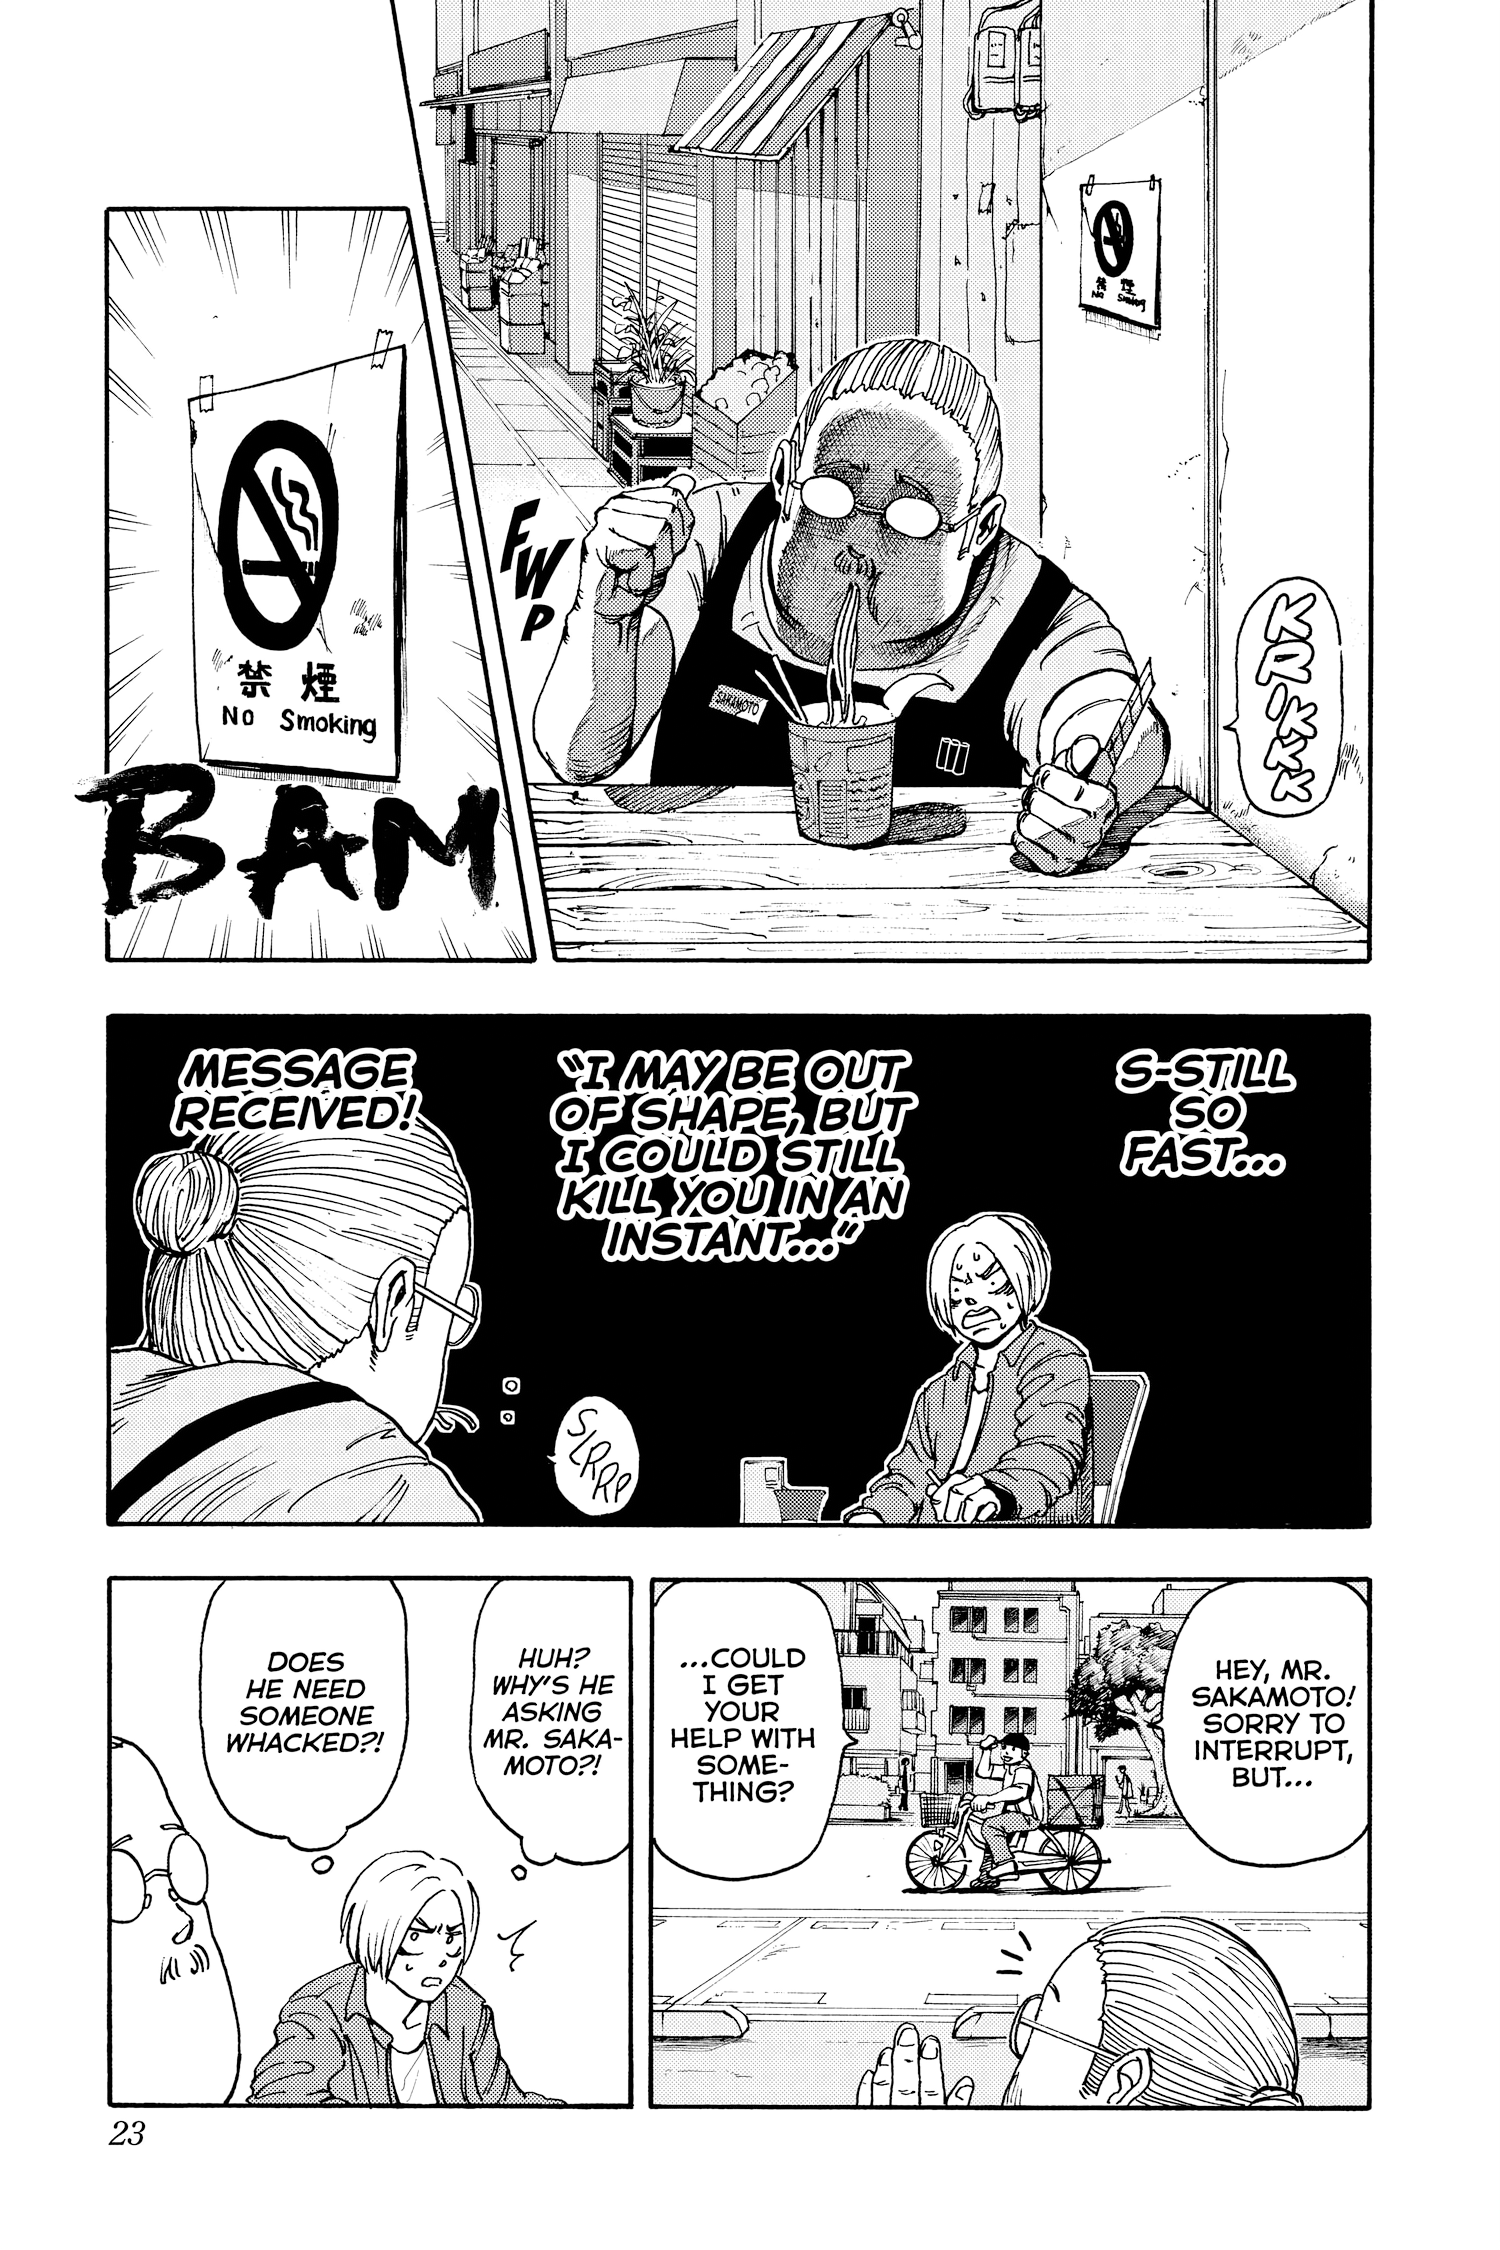 禁煙
No Smoking
FWP
SAKAMOTO
KRIKKK
禁 煙
No Smoking
BAM
S-STILL
SO
FAST...
"I MAY BE OUT
OF SHAPE, BUT
I COULD STILL
KILL YOU IN AN
INSTANT..."
MESSAGE
RECEIVED!
SLRRP
HEY, MR.
SAKAMOTO!
SORRY TO
INTERRUPT,
BUT...
...COULD
I GET
YOUR
HELP WITH
SOME-
THING?
HUH?
WHY'S HE
ASKING
MR. SAKA-
MOTO?!
DOES
HE NEED
SOMEONE
WHACKED?!
23